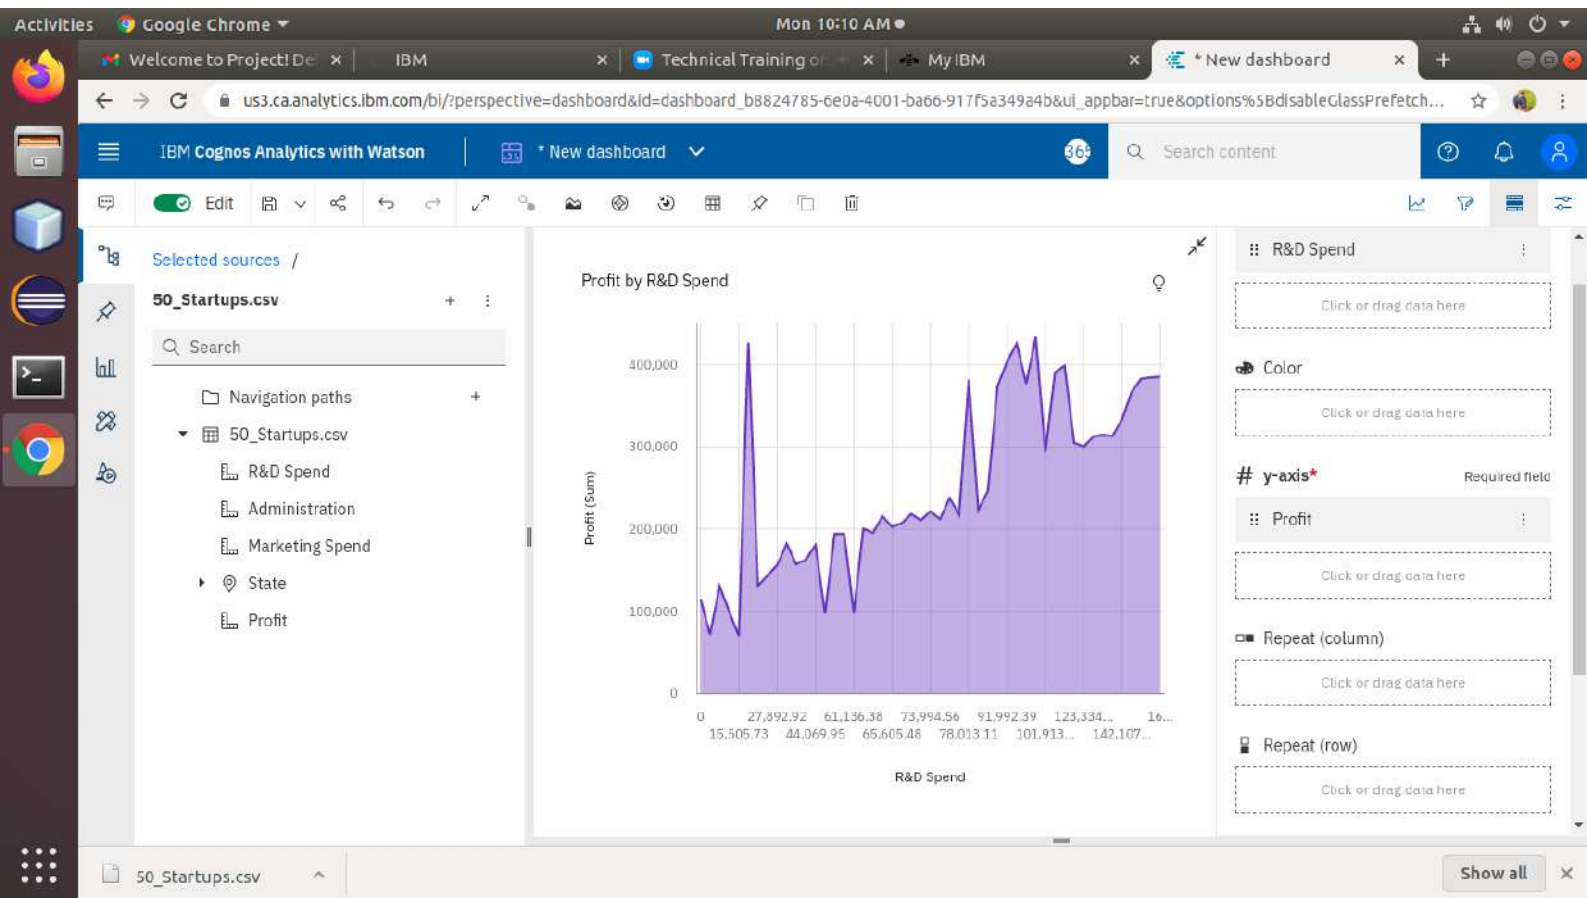 Activities
Google Chrome
Mon 10:10 AM
Welcome to Project! De
IBM
Technical Training or
My IBM
* New dashboard
us3.ca.analytics.ibm.com/bi/?perspective=dashboard&id=dashboard_b8824785-6e0a-4001-ba66-917f5a349a4b&ui_appbar=true&options%5BdisableGlassPrefetch...
IBM Cognos Analytics with Watson
* New dashboard
365
Search content
Edit
Selected sources /
50_Startups.csv
Search
Navigation paths
50_Startups.csv
R&D Spend
Administration
Marketing Spend
State
Profit
Profit by R&D Spend
Profit (Sum)
400,000
300,000
200,000
100,000
0
0 27,892.92 61,136.38 73,994.56 91,992.39 123,334... 16...
15,505.73 44,069.95 65,605.48 78,013.11 101,913... 142,107...
R&D Spend
R&D Spend
Click or drag data here
Color
Click or drag data here
# y-axis* Required field
Profit
Click or drag data here
Repeat (column)
Click or drag data here
Repeat (row)
Click or drag data here
50_Startups.csv
Show all